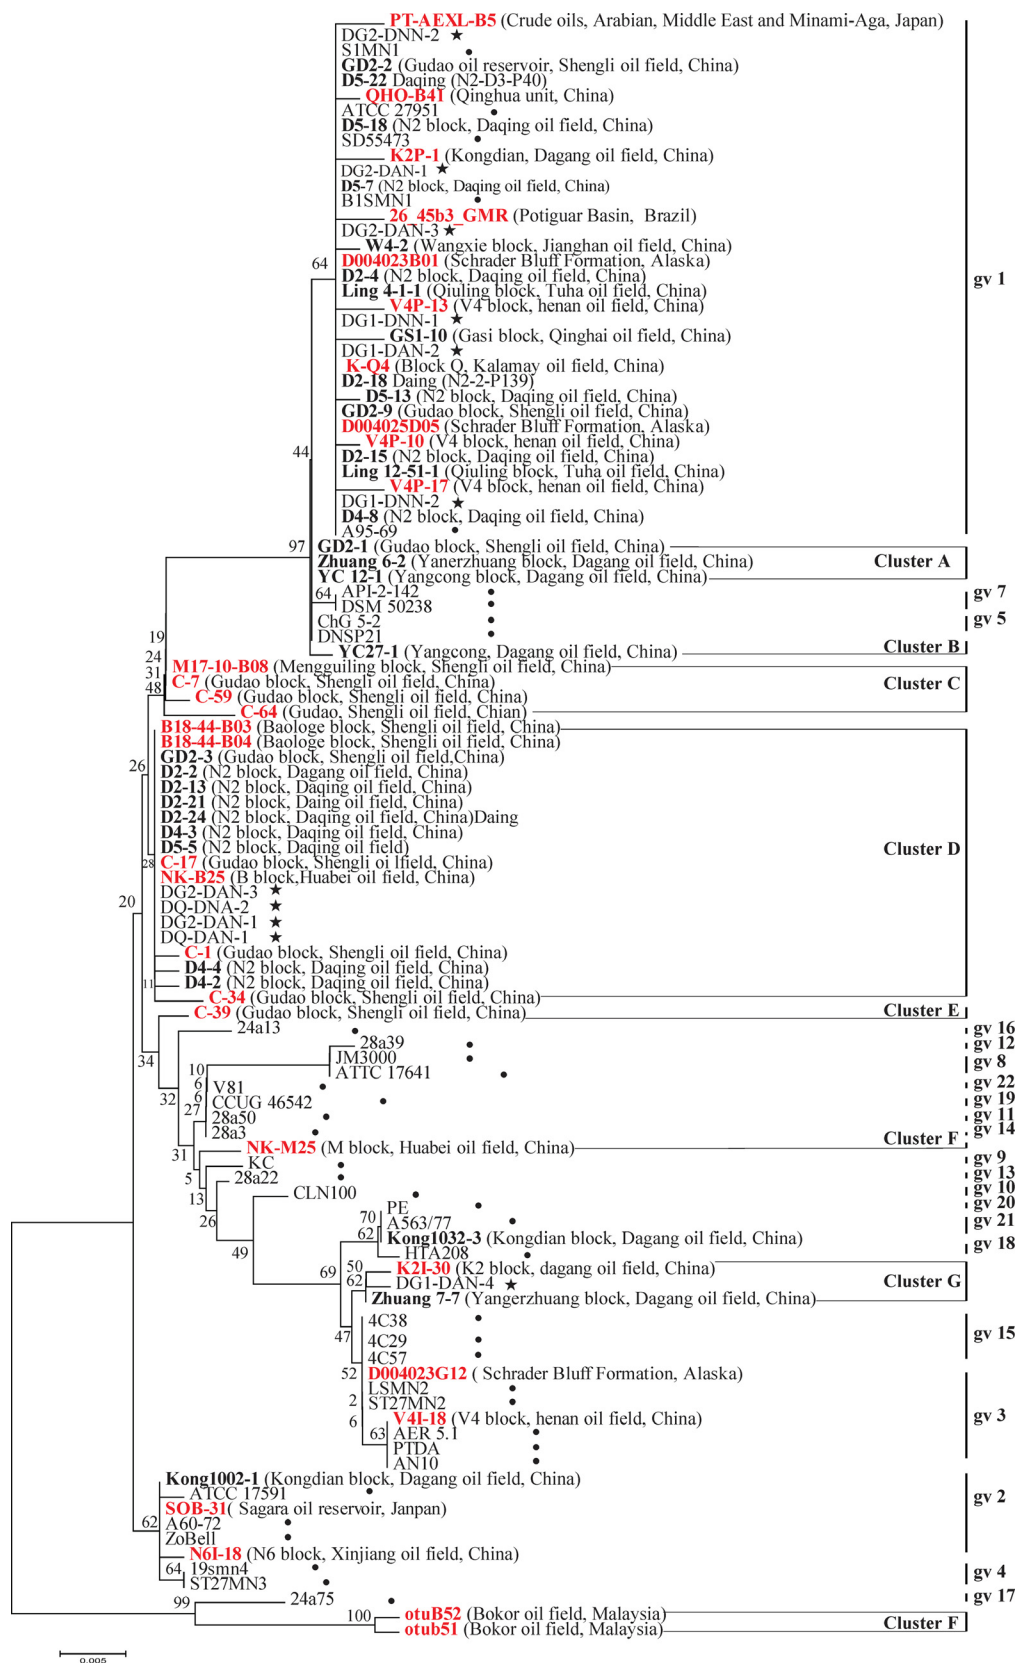 PT-AEXL-B5 (Crude oils, Arabian, Middle East and Minami-Aga, Japan)
DG2-DNN-2 ★
S1MN1 •
GD2-2 (Gudao oil reservoir, Shengli oil field, China)
D5-22 Daqing (N2-D3-P40)
QHO-B41 (Qinghua unit, China)
ATCC 27951 •
D5-18 (N2 block, Daqing oil field, China)
SD55473 •
K2P-1 (Kongdian, Dagang oil field, China)
DG2-DAN-1 ★
D5-7 (N2 block, Daqing oil field, China)
B1SMN1 •
26_45b3_GMR (Potiguar Basin, Brazil)
DG2-DAN-3 ★
W4-2 (Wangxie block, Jianghan oil field, China)
64
D004023B01 (Schrader Bluff Formation, Alaska)
D2-4 (N2 block, Daqing oil field, China)
gv 1
Ling 4-1-1 (Qiuling block, Tuha oil field, China)
V4P-13 (V4 block, henan oil field, China)
DG1-DNN-1 ★
GS1-10 (Gasi block, Qinghai oil field, China)
DG1-DAN-2 ★
K-Q4 (Block Q, Kalamay oil field, China)
D2-18 Daing (N2-2-P139)
D5-13 (N2 block, Daqing oil field, China)
GD2-9 (Gudao block, Shengli oil field, China)
D004025D05 (Schrader Bluff Formation, Alaska)
V4P-10 (V4 block, henan oil field, China)
44
D2-15 (N2 block, Daqing oil field, China)
Ling 12-51-1 (Qiuling block, Tuha oil field, China)
V4P-17 (V4 block, henan oil field, China)
DG1-DNN-2 ★
D4-8 (N2 block, Daqing oil field, China)
A95-69 •
97
GD2-1 (Gudao block, Shengli oil field, China)
Zhuang 6-2 (Yanerzhuang block, Dagang oil field, China)
Cluster A
YC 12-1 (Yangcong block, Dagang oil field, China)
64
API-2-142 •
gv 7
DSM 50238 •
ChG 5-2 •
gv 5
DNSP21 •
19
YC27-1 (Yangcong, Dagang oil field, China)
Cluster B
24
M17-10-B08 (Mengguiling block, Shengli oil field, China)
31
C-7 (Gudao block, Shengli oil field, China)
Cluster C
48
C-59 (Gudao block, Shengli oil field, China)
C-64 (Gudao, Shengli oil field, Chian)
B18-44-B03 (Baologe block, Shengli oil field, China)
B18-44-B04 (Baologe block, Shengli oil field, China)
GD2-3 (Gudao block, Shengli oil field,China)
26
D2-2 (N2 block, Dagang oil field, China)
D2-13 (N2 block, Daqing oil field, China)
D2-21 (N2 block, Daing oil field, China)
D2-24 (N2 block, Daqing oil field, China)Daing
D4-3 (N2 block, Daqing oil field, China)
D5-5 (N2 block, Daqing oil field)
Cluster D
28
C-17 (Gudao block, Shengli oi lfield, China)
NK-B25 (B block,Huabei oil field, China)
DG2-DAN-3 ★
20
DQ-DNA-2 ★
DG2-DAN-1 ★
DQ-DAN-1 ★
C-1 (Gudao block, Shengli oil field, China)
D4-4 (N2 block, Daqing oil field, China)
11
D4-2 (N2 block, Daqing oil field, China)
C-34 (Gudao block, Shengli oil field, China)
C-39 (Gudao block, Shengli oil field, China)
Cluster E
24a13 •
gv 16
28a39 •
gv 12
34
JM3000 •
gv 8
10
ATTC 17641 •
6
V81 •
gv 22
32
6
CCUG 46542 •
gv 19
27
28a50 •
gv 11
28a3 •
gv 14
Cluster F
31
NK-M25 (M block, Huabei oil field, China)
KC •
gv 9
5
28a22 •
gv 13
13
CLN100 •
gv 10
PE •
gv 20
26
70
A563/77 •
gv 21
62
Kong1032-3 (Kongdian block, Dagang oil field, China)
gv 18
49
HTA208 •
69
50
K2I-30 (K2 block, dagang oil field, China)
62
DG1-DAN-4 ★
Cluster G
Zhuang 7-7 (Yangerzhuang block, Dagang oil field, China)
4C38 •
47
4C29 •
gv 15
4C57 •
52
D004023G12 ( Schrader Bluff Formation, Alaska)
LSMN2 •
2
ST27MN2 •
6
V4I-18 (V4 block, henan oil field, China)
gv 3
63
AER 5.1 •
PTDA •
AN10 •
Kong1002-1 (Kongdian block, Dagang oil field, China)
ATCC 17591 •
gv 2
SOB-31( Sagara oil reservoir, Janpan)
62
A60-72 •
ZoBell •
N6I-18 (N6 block, Xinjiang oil field, China)
64
19smn4 •
gv 4
ST27MN3 •
99
24a75 •
gv 17
100
otuB52 (Bokor oil field, Malaysia)
Cluster F
otub51 (Bokor oil field, Malaysia)
0.005